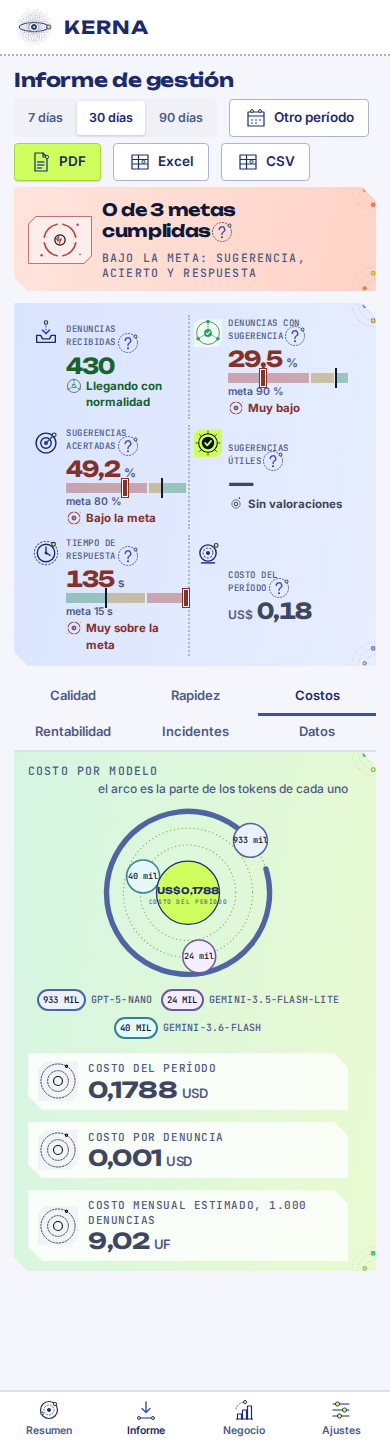 KERNA
Informe de gestión
7 días
30 días
90 días
Otro período
PDF
Excel
CSV
0 de 3 metas
cumplidas ?
BAJO LA META: SUGERENCIA,
ACIERTO Y RESPUESTA
DENUNCIAS
RECIBIDAS ?
430
Llegando con
normalidad
DENUNCIAS CON
SUGERENCIA ?
29,5 %
meta 90 %
Muy bajo
SUGERENCIAS
ACERTADAS ?
49,2 %
meta 80 %
Bajo la meta
SUGERENCIAS
ÚTILES ?
—
Sin valoraciones
TIEMPO DE
RESPUESTA ?
135 s
meta 15 s
Muy sobre la
meta
COSTO DEL
PERÍODO ?
US$ 0,18
Calidad
Rapidez
Costos
Rentabilidad
Incidentes
Datos
COSTO POR MODELO
el arco es la parte de los tokens de cada uno
933 mil
40 mil
US$0,1788
COSTO DEL PERÍODO
24 mil
933 MIL GPT-5-NANO
24 MIL GEMINI-3.5-FLASH-LITE
40 MIL GEMINI-3.6-FLASH
COSTO DEL PERÍODO
0,1788 USD
COSTO POR DENUNCIA
0,001 USD
COSTO MENSUAL ESTIMADO, 1.000
DENUNCIAS
9,02 UF
Resumen
Informe
Negocio
Ajustes